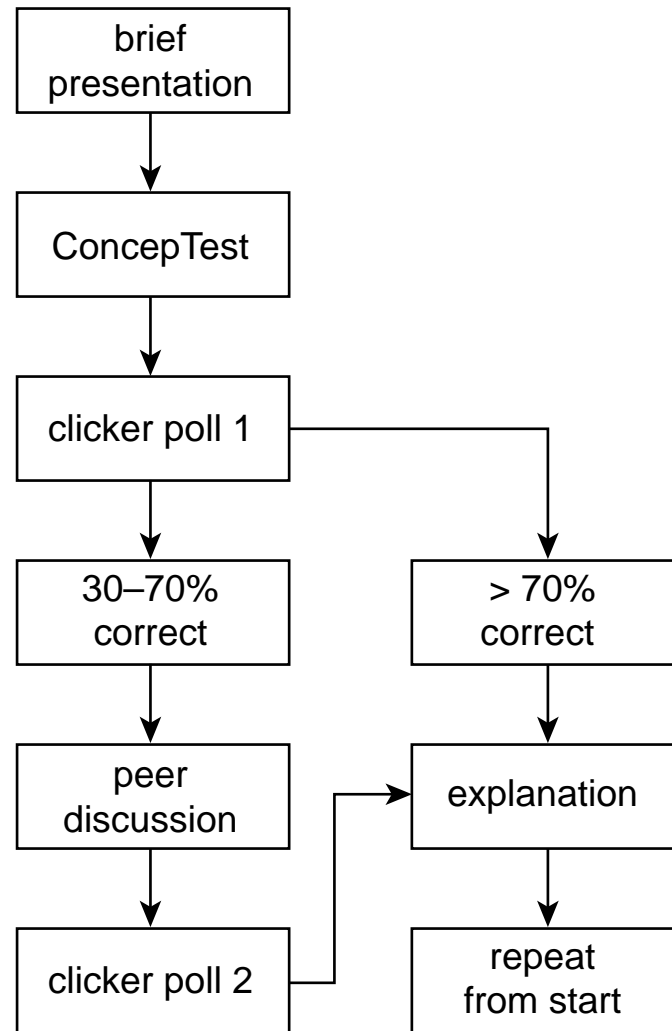 brief
presentation
ConcepTest
clicker poll 1
30–70%
correct
> 70%
correct
peer
discussion
explanation
clicker poll 2
repeat
from start